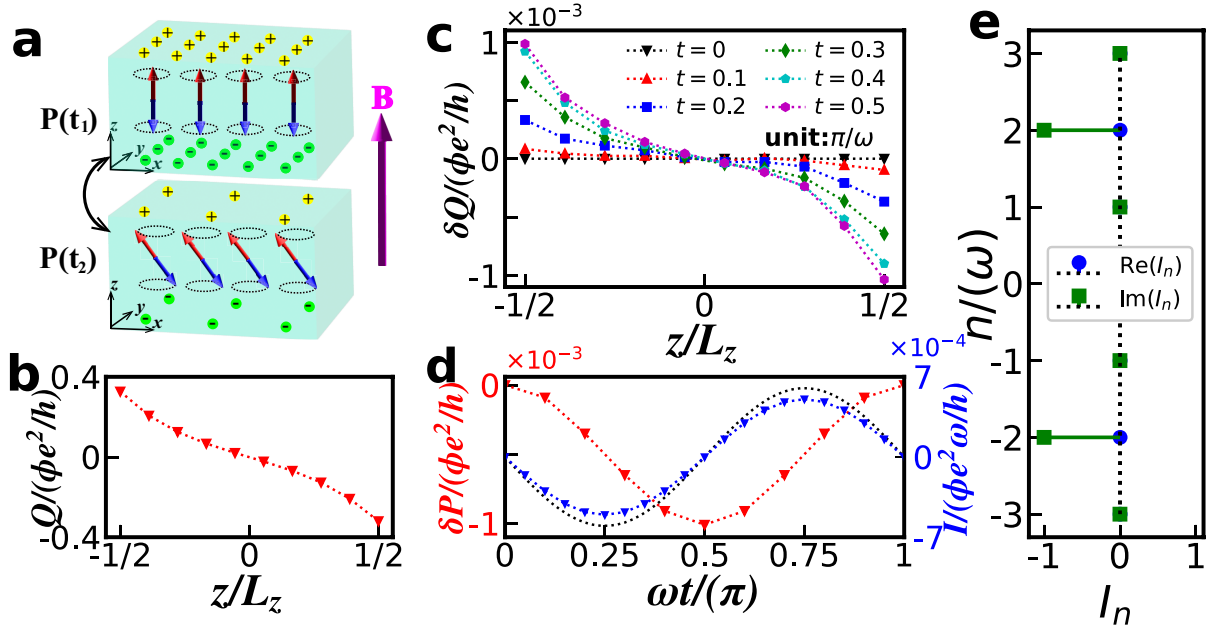 a
P(t₁)
z
y
x
B
P(t₂)
z
y
x
b
Q/(ϕe²/h)
0.4
0
-0.4
-1/2
0
1/2
z/L_z
c
×10⁻³
δQ/(ϕe²/h)
1
0
-1
t = 0
t = 0.1
t = 0.2
t = 0.3
t = 0.4
t = 0.5
unit:π/ω
-1/2
0
1/2
z/L_z
d
×10⁻³
×10⁻⁴
δP/(ϕe²/h)
0
-1
7
0
-7
I/(ϕe²ω/h)
0
0.25
0.5
0.75
1
ωt/(π)
e
n/(ω)
3
2
1
0
-1
-2
-3
Re(I_n)
Im(I_n)
-1
0
1
I_n